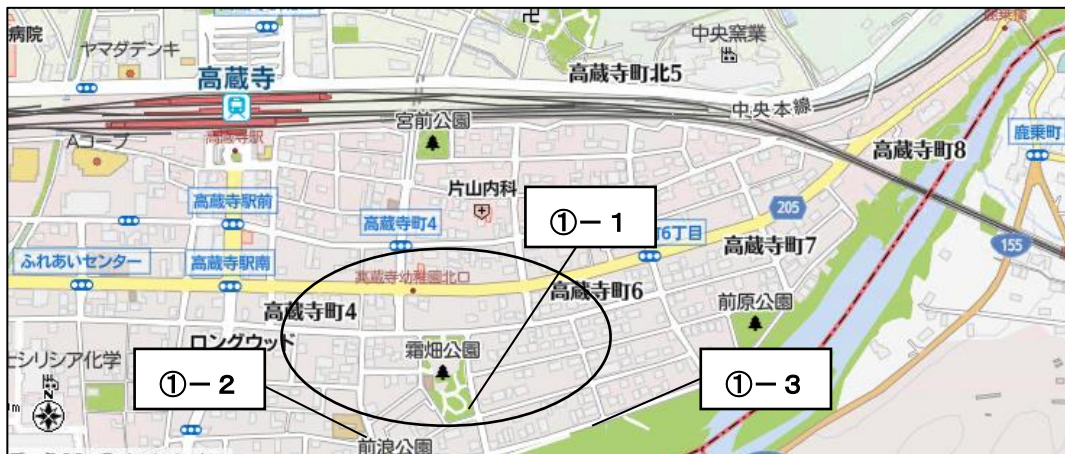 病院
ヤマダデンキ
卍
中央窯業
鹿乗橋
高蔵寺
高蔵寺町北5
中央本線
宮前公園
高蔵寺駅
Aコープ
鹿乗町
高蔵寺町8
片山内科
高蔵寺駅前
高蔵寺町4
①－1
205
6丁目
高蔵寺町7
155
ふれあいセンター
高蔵寺駅南
高蔵寺幼稚園北口
高蔵寺町6
高蔵寺町4
前原公園
ロングウッド
霜畑公園
シリシア化学
①－2
①－3
前浪公園